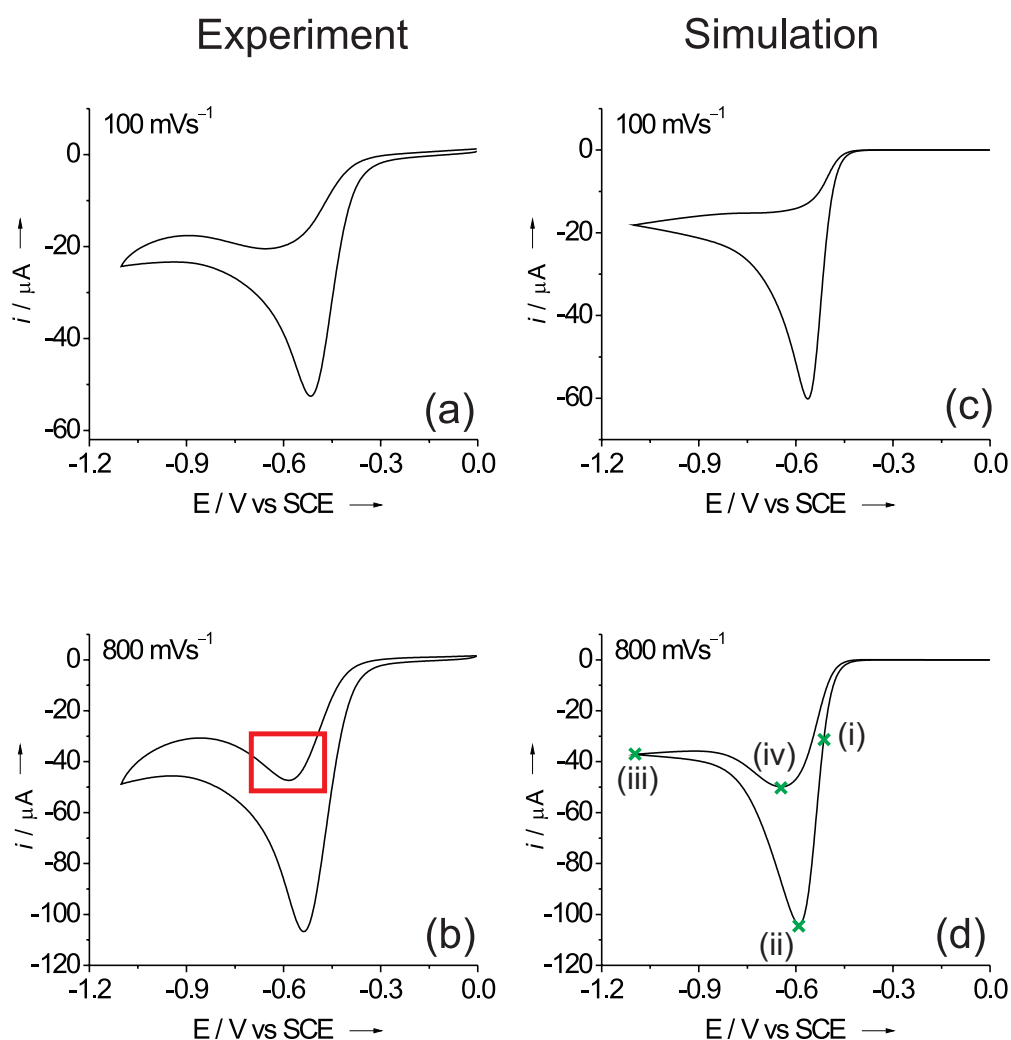 Experiment
Simulation
100 mVs⁻¹
0
-20
-40
-60
i / µA →
(a)
-1.2 -0.9 -0.6 -0.3 0.0
E / V vs SCE →
100 mVs⁻¹
0
-20
-40
-60
i / µA →
(c)
-1.2 -0.9 -0.6 -0.3 0.0
E / V vs SCE →
800 mVs⁻¹
0
-20
-40
-60
-80
-100
-120
i / µA →
(b)
-1.2 -0.9 -0.6 -0.3 0.0
E / V vs SCE →
800 mVs⁻¹
0
-20
-40
-60
-80
-100
-120
i / µA →
(i)
(iv)
(iii)
(ii)
(d)
-1.2 -0.9 -0.6 -0.3 0.0
E / V vs SCE →